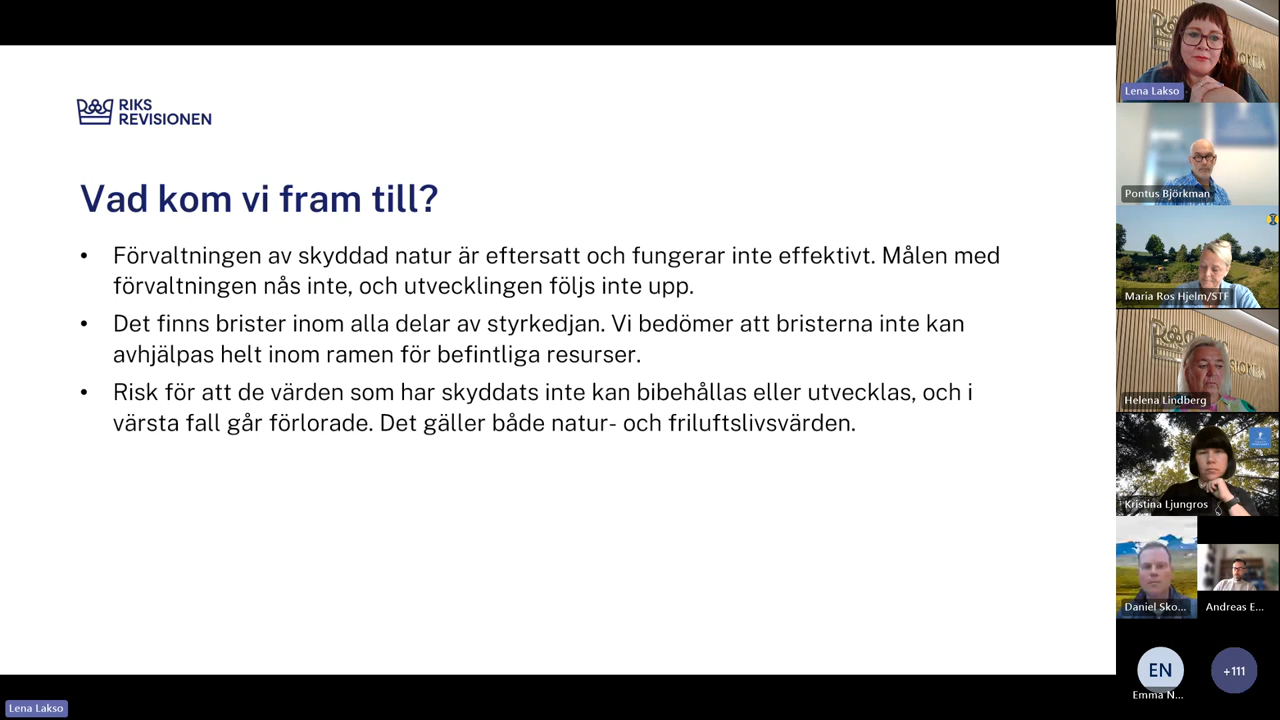 RIKS
REVISIONEN
Vad kom vi fram till?
• Förvaltningen av skyddad natur är eftersatt och fungerar inte effektivt. Målen med
förvaltningen nås inte, och utvecklingen följs inte upp.
• Det finns brister inom alla delar av styrkedjan. Vi bedömer att bristerna inte kan
avhjälpas helt inom ramen för befintliga resurser.
• Risk för att de värden som har skyddats inte kan bibehållas eller utvecklas, och i
värsta fall går förlorade. Det gäller både natur- och friluftslivsvärden.
Lena Lakso
Lena Lakso
Pontus Björkman
Maria Ros Hjelm/STF
Helena Lindberg
Kristina Ljungros
Daniel Sko...
Andreas E...
EN
+111
Emma N...